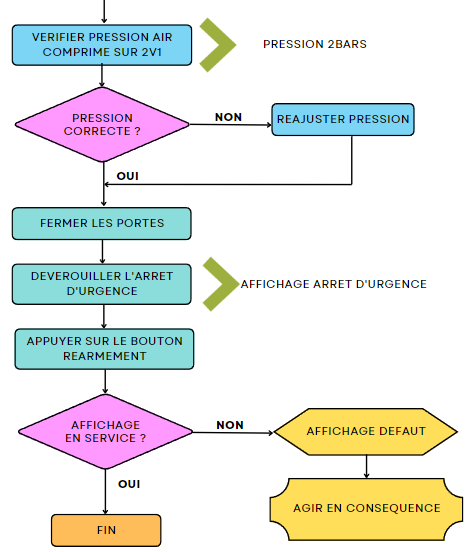 VERIFIER PRESSION AIR
COMPRIME SUR 2V1
PRESSION 2BARS
PRESSION
CORRECTE ?
NON
REAJUSTER PRESSION
OUI
FERMER LES PORTES
DEVEROUILLER L'ARRET
D'URGENCE
AFFICHAGE ARRET D'URGENCE
APPUYER SUR LE BOUTON
REARMEMENT
AFFICHAGE
EN SERVICE ?
NON
AFFICHAGE DEFAUT
OUI
AGIR EN CONSEQUENCE
FIN